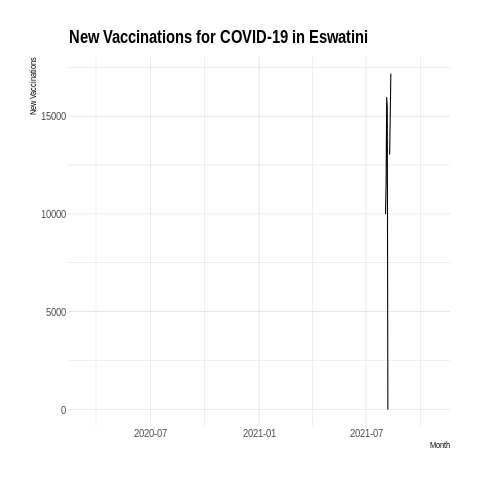 New Vaccinations for COVID-19 in Eswatini
New Vaccinations
15000
10000
5000
0
2020-07 2021-01 2021-07
Month